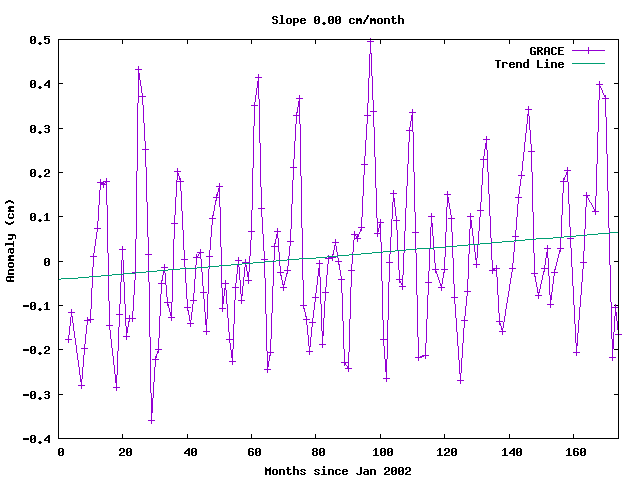 Slope 0.00 cm/month
GRACE
Trend Line
Anomaly (cm)
0.5
0.4
0.3
0.2
0.1
0
-0.1
-0.2
-0.3
-0.4
0 20 40 60 80 100 120 140 160
Months since Jan 2002